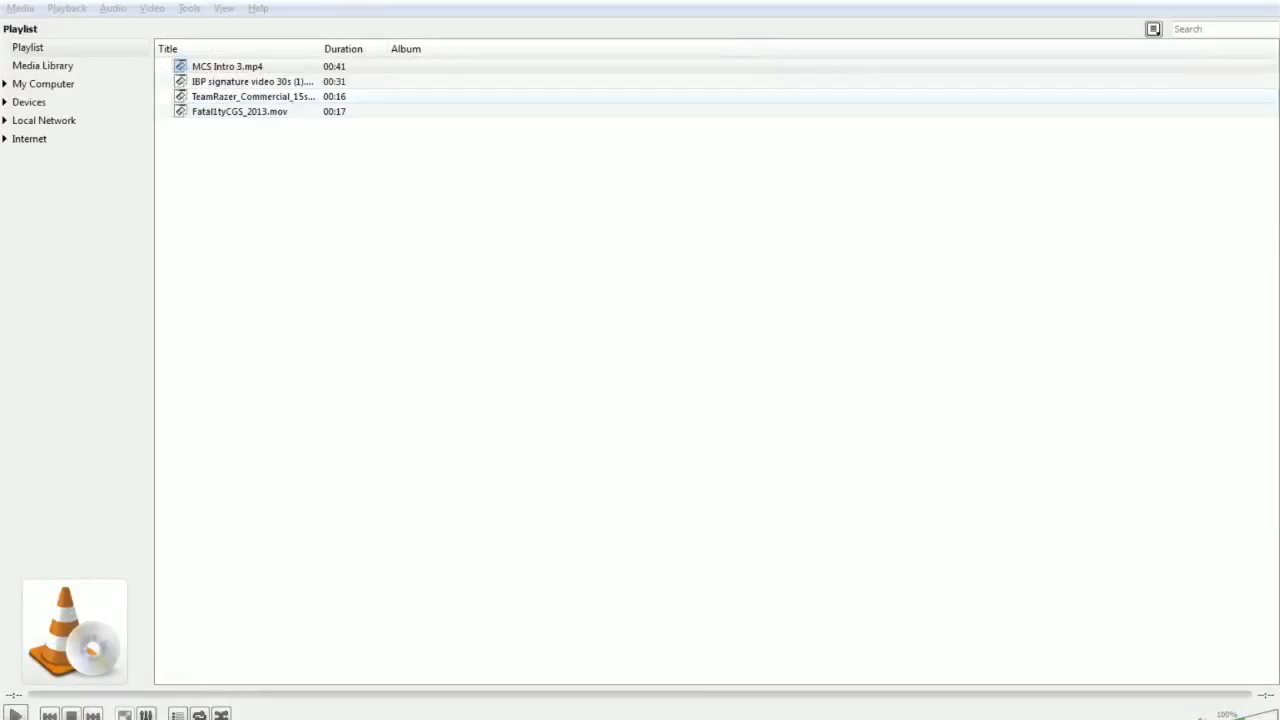 Media Playback Audio Video Tools View Help
Playlist
Search
Playlist
Media Library
My Computer
Devices
Local Network
Internet
Title Duration Album
MCS Intro 3.mp4 00:41
IBP signature video 30s (1).... 00:31
TeamRazer_Commercial_15s... 00:16
Fatal1tyCGS_2013.mov 00:17
--:-- --:--
100%